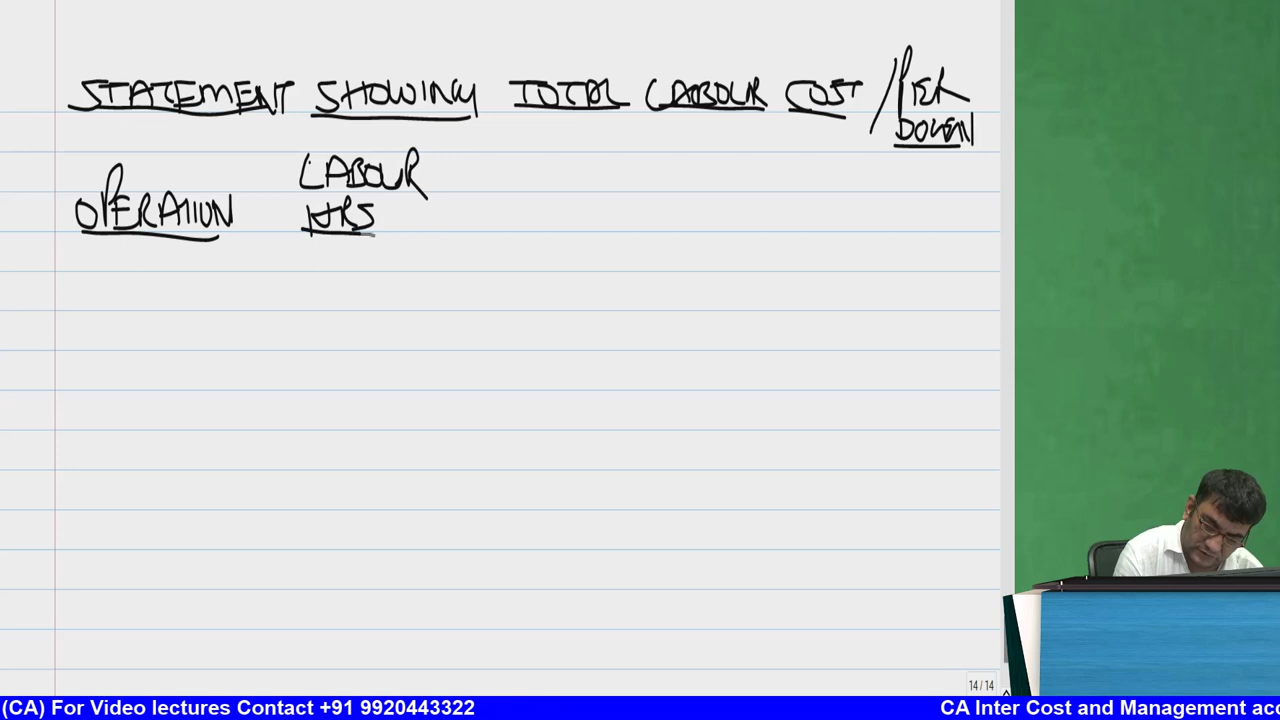 STATEMENT SHOWING TOTAL LABOUR COST / PER
DOZEN
OPERATION LABOUR
HRS
14 / 14
(CA) For Video lectures Contact +91 9920443322 CA Inter Cost and Management acc